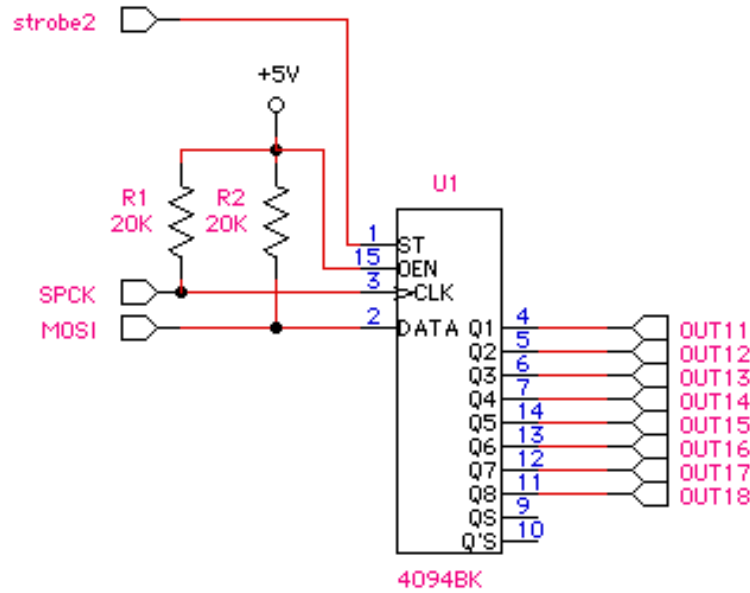 strobe2
+5V
U1
R1
20K
R2
20K
1
ST
15
OEN
3
CLK
SPCK
2
DATA
MOSI
Q1
4
OUT11
Q2
5
OUT12
Q3
6
OUT13
Q4
7
OUT14
Q5
14
OUT15
Q6
13
OUT16
Q7
12
OUT17
Q8
11
OUT18
QS
9
Q'S
10
4094BK